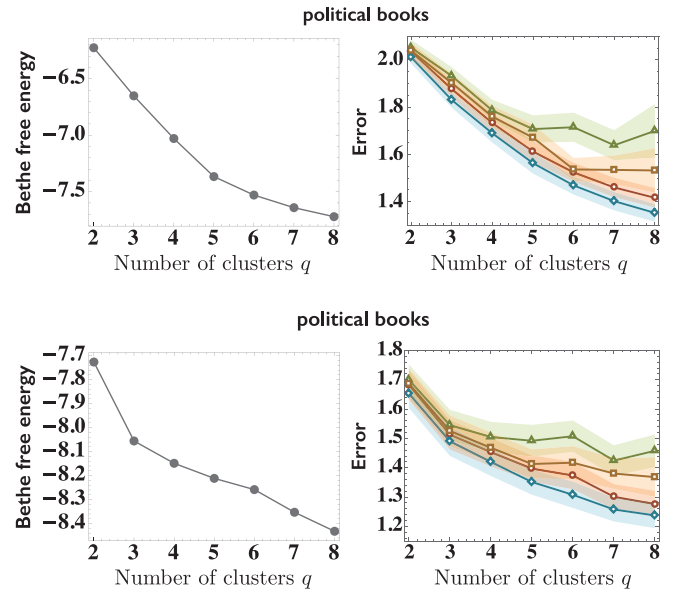 political books
Bethe free energy
−6.5
−7.0
−7.5
2 3 4 5 6 7 8
Number of clusters q
Error
2.0
1.8
1.6
1.4
2 3 4 5 6 7 8
Number of clusters q
political books
Bethe free energy
−7.7
−7.8
−7.9
−8.0
−8.1
−8.2
−8.3
−8.4
2 3 4 5 6 7 8
Number of clusters q
Error
1.8
1.7
1.6
1.5
1.4
1.3
1.2
2 3 4 5 6 7 8
Number of clusters q